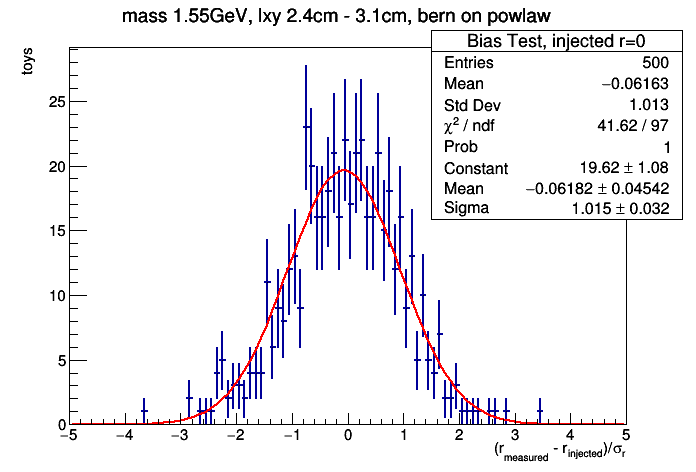 mass 1.55GeV, lxy 2.4cm - 3.1cm, bern on powlaw
toys
Bias Test, injected r=0
Entries 500
Mean −0.06163
Std Dev 1.013
χ² / ndf 41.62 / 97
Prob 1
Constant 19.62 ± 1.08
Mean −0.06182 ± 0.04542
Sigma 1.015 ± 0.032
25
20
15
10
5
0
−5 −4 −3 −2 −1 0 1 2 3 4 5
(r_measured - r_injected)/σ_r